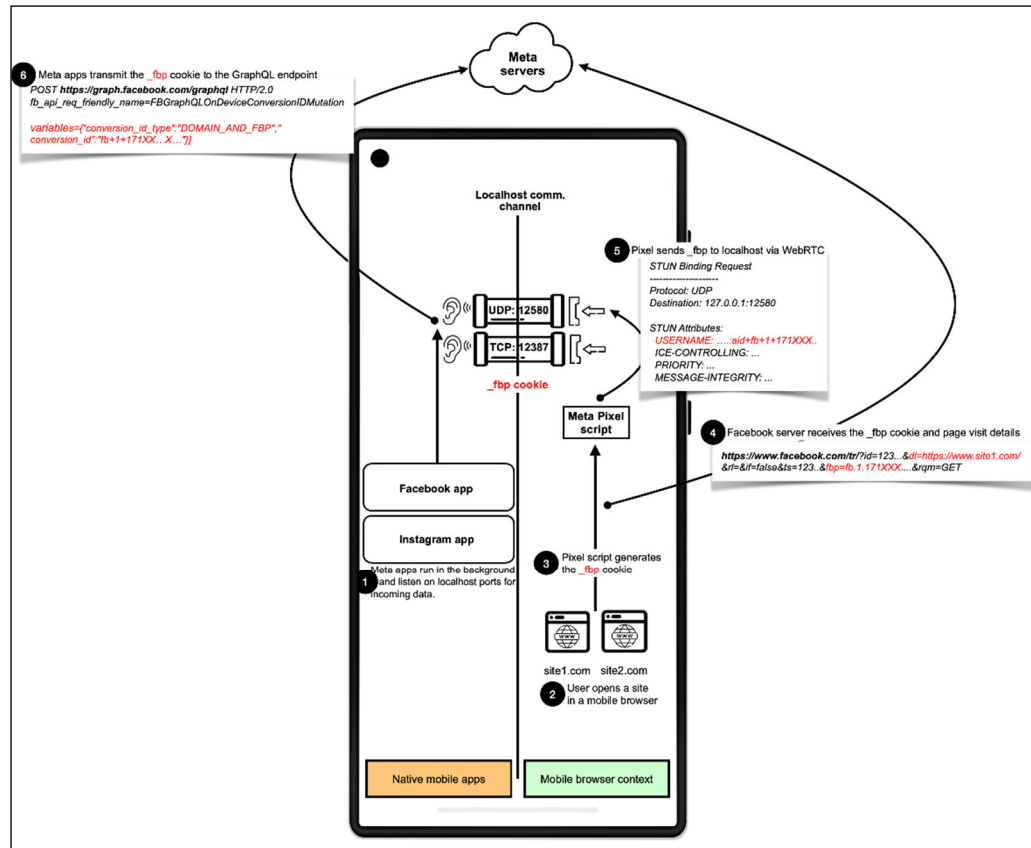 Meta
servers
6 Meta apps transmit the _fbp cookie to the GraphQL endpoint
POST https://graph.facebook.com/graphql HTTP/2.0
fb_api_req_friendly_name=FBGraphQLOnDeviceConversionIDMutation
variables={"conversion_id_type":"DOMAIN_AND_FBP","
conversion_id":"fb+1+171XX…X…"}}
Localhost comm.
channel
5 Pixel sends _fbp to localhost via WebRTC
STUN Binding Request
----------------------
Protocol: UDP
Destination: 127.0.0.1:12580
STUN Attributes:
USERNAME: ….:aid+fb+1+171XXX..
ICE-CONTROLLING: ...
PRIORITY: ...
MESSAGE-INTEGRITY: ...
UDP: 12580
TCP: 12387
_fbp cookie
Meta Pixel
script
4 Facebook server receives the _fbp cookie and page visit details
https://www.facebook.com/tr/?id=123...&dl=https://www.site1.com/
&rl=&if=false&ts=123..&fbp=fb.1.171XXX....&rqm=GET
Facebook app
Instagram app
1 Meta apps run in the background
and listen on localhost ports for
incoming data.
3 Pixel script generates
the _fbp cookie
www www
site1.com site2.com
2 User opens a site
in a mobile browser
Native mobile apps
Mobile browser context